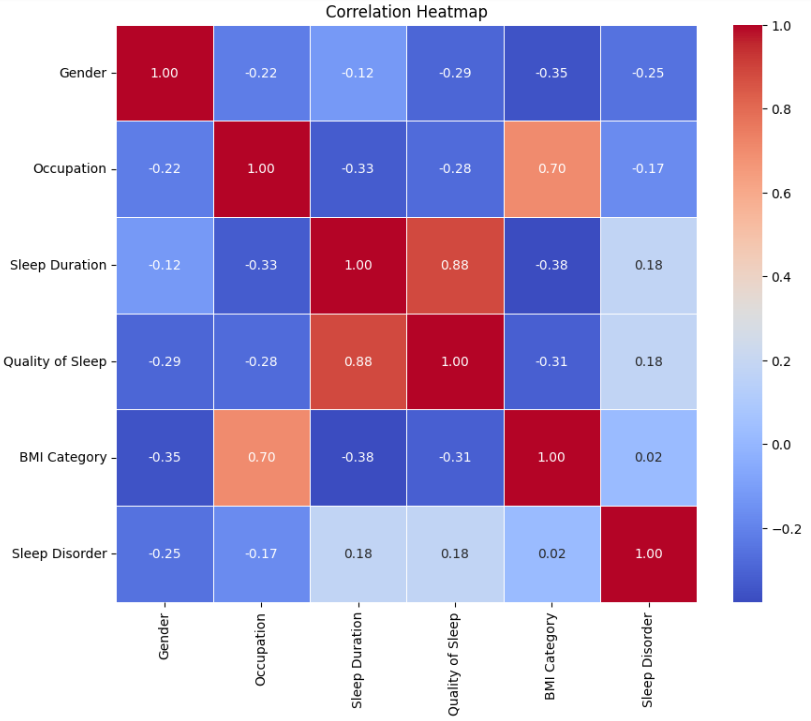 Correlation Heatmap
Gender 1.00 -0.22 -0.12 -0.29 -0.35 -0.25
Occupation -0.22 1.00 -0.33 -0.28 0.70 -0.17
Sleep Duration -0.12 -0.33 1.00 0.88 -0.38 0.18
Quality of Sleep -0.29 -0.28 0.88 1.00 -0.31 0.18
BMI Category -0.35 0.70 -0.38 -0.31 1.00 0.02
Sleep Disorder -0.25 -0.17 0.18 0.18 0.02 1.00
Gender
Occupation
Sleep Duration
Quality of Sleep
BMI Category
Sleep Disorder
1.0
0.8
0.6
0.4
0.2
0.0
−0.2